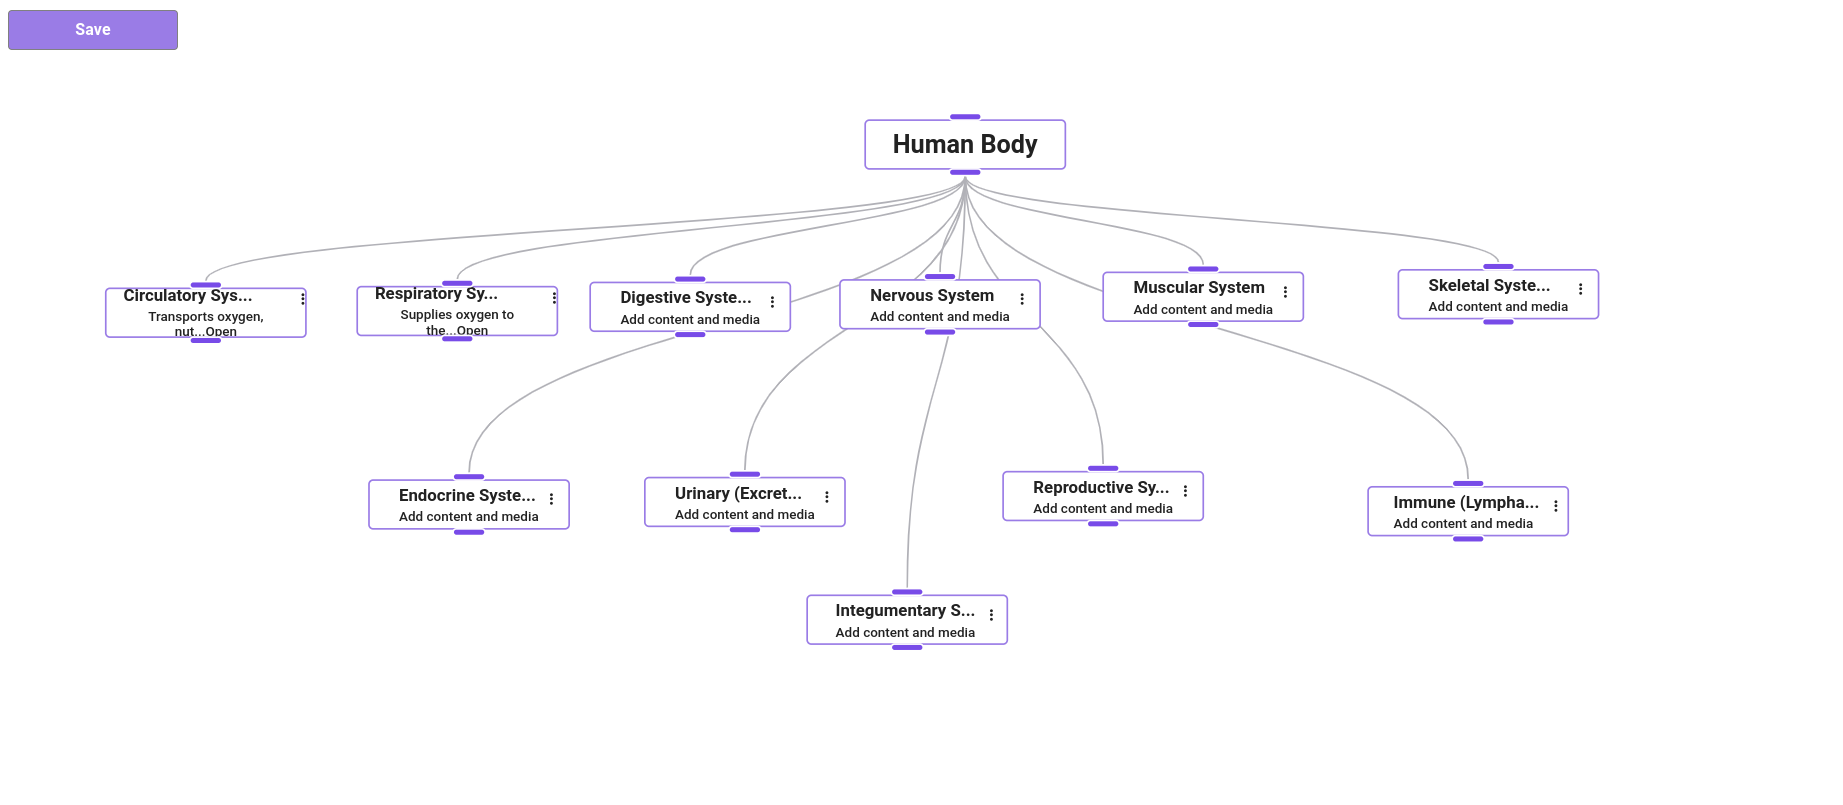 Save
Human Body
Circulatory Sys...
Transports oxygen,
nut...Open
Respiratory Sy...
Supplies oxygen to
the...Open
Digestive Syste...
Add content and media
Nervous System
Add content and media
Muscular System
Add content and media
Skeletal Syste...
Add content and media
Endocrine Syste...
Add content and media
Urinary (Excret...
Add content and media
Reproductive Sy...
Add content and media
Immune (Lympha...
Add content and media
Integumentary S...
Add content and media